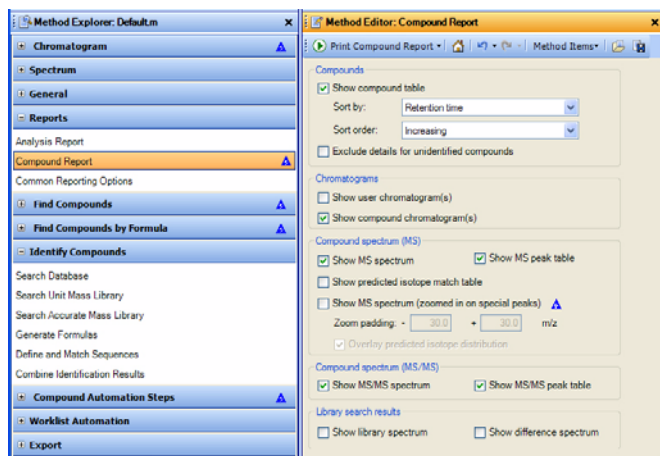 Method Explorer: Default.m
Chromatogram
Spectrum
General
Reports
Analysis Report
Compound Report
Common Reporting Options
Find Compounds
Find Compounds by Formula
Identify Compounds
Search Database
Search Unit Mass Library
Search Accurate Mass Library
Generate Formulas
Define and Match Sequences
Combine Identification Results
Compound Automation Steps
Worklist Automation
Export
Method Editor: Compound Report
Print Compound Report Method Items
Compounds
Show compound table
Sort by: Retention time
Sort order: Increasing
Exclude details for unidentified compounds
Chromatograms
Show user chromatogram(s)
Show compound chromatogram(s)
Compound spectrum (MS)
Show MS spectrum Show MS peak table
Show predicted isotope match table
Show MS spectrum (zoomed in on special peaks)
Zoom padding: - 30.0 + 30.0 m/z
Overlay predicted isotope distribution
Compound spectrum (MS/MS)
Show MS/MS spectrum Show MS/MS peak table
Library search results
Show library spectrum Show difference spectrum